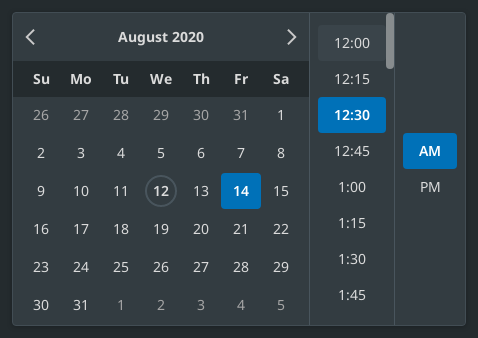 August 2020
Su Mo Tu We Th Fr Sa
26 27 28 29 30 31 1
2 3 4 5 6 7 8
9 10 11 12 13 14 15
16 17 18 19 20 21 22
23 24 25 26 27 28 29
30 31 1 2 3 4 5
12:00
12:15
12:30
12:45
1:00
1:15
1:30
1:45
AM
PM